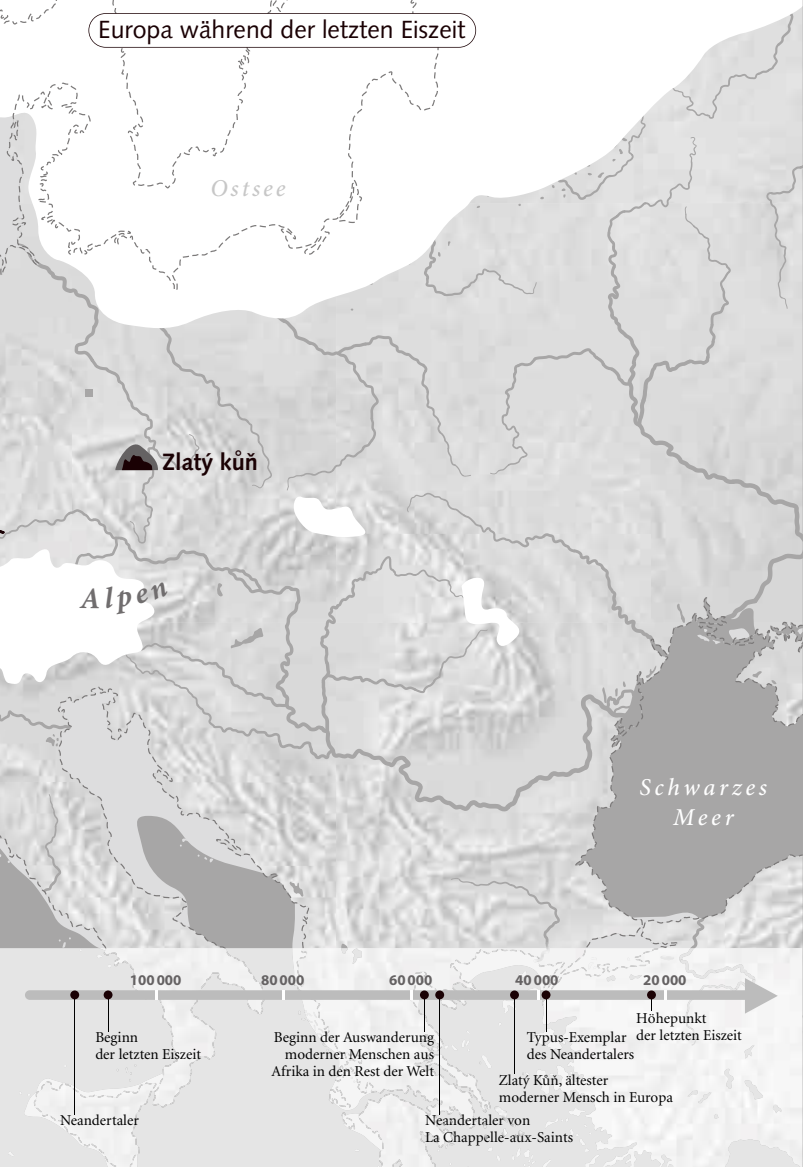 Europa während der letzten Eiszeit
Ostsee
Zlatý kůň
Alpen
Schwarzes
Meer
100 000
80 000
60 000
40 000
20 000
Höhepunkt
der letzten Eiszeit
Beginn
der letzten Eiszeit
Beginn der Auswanderung
moderner Menschen aus
Afrika in den Rest der Welt
Typus-Exemplar
des Neandertalers
Zlatý Kůň, ältester
moderner Mensch in Europa
Neandertaler
Neandertaler von
La Chappelle-aux-Saints